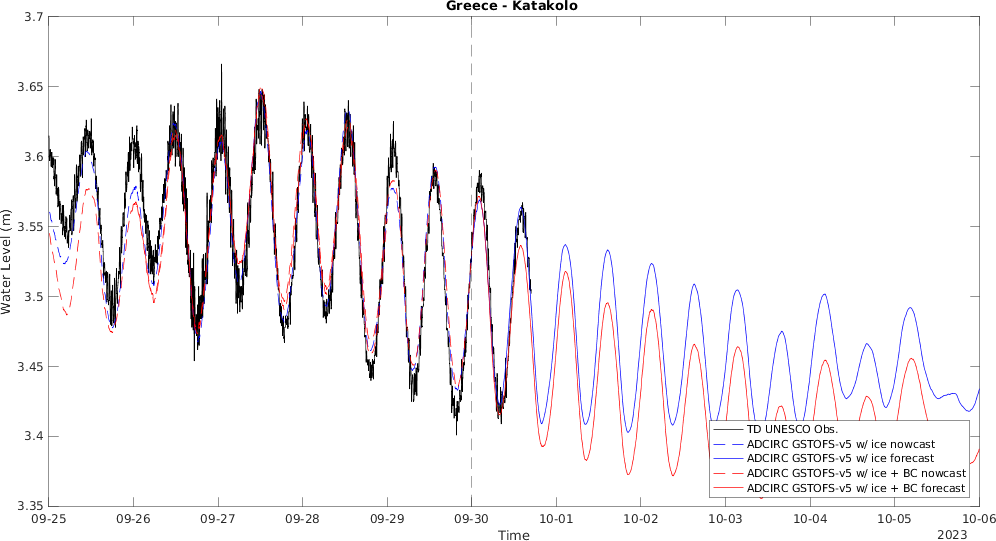 Greece - Katakolo
3.7
3.65
3.6
3.55
3.5
3.45
3.4
3.35
Water Level (m)
09-25 09-26 09-27 09-28 09-29 09-30 10-01 10-02 10-03 10-04 10-05 10-06
Time
2023
TD UNESCO Obs.
ADCIRC GSTOFS-v5 w/ ice nowcast
ADCIRC GSTOFS-v5 w/ ice forecast
ADCIRC GSTOFS-v5 w/ ice + BC nowcast
ADCIRC GSTOFS-v5 w/ ice + BC forecast